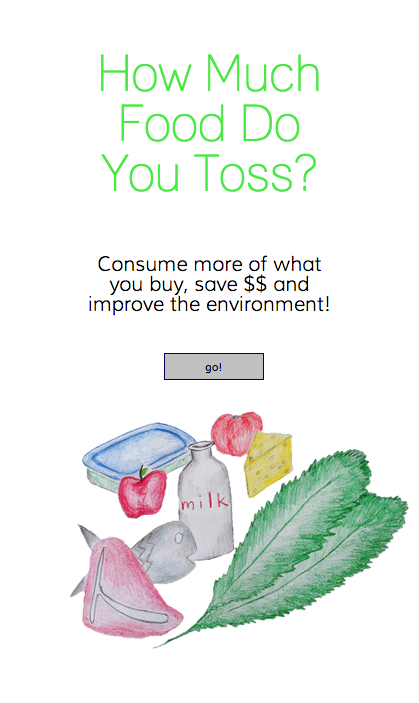 How Much
Food Do
You Toss?
Consume more of what
you buy, save $$ and
improve the environment!
go!
milk